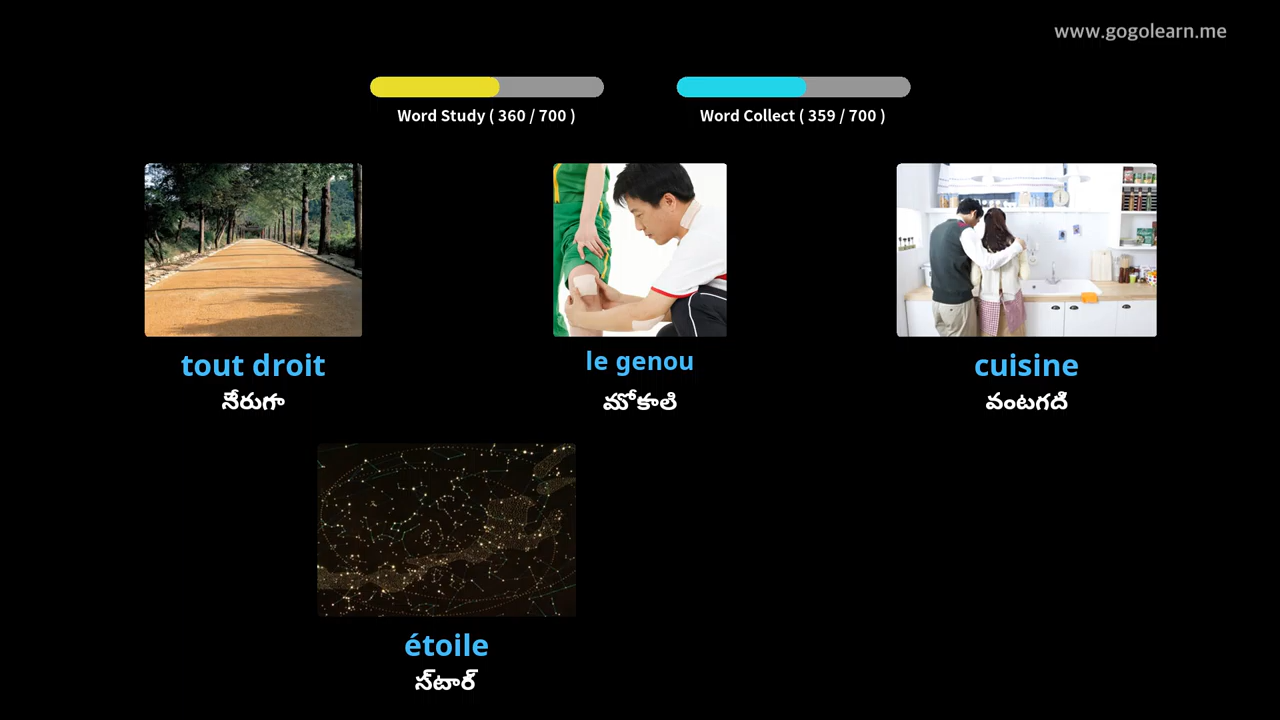 www.gogolearn.me
Word Study ( 360 / 700 )
Word Collect ( 359 / 700 )
tout droit
నేరుగా
le genou
మోకాలి
cuisine
వంటగది
étoile
స్టార్